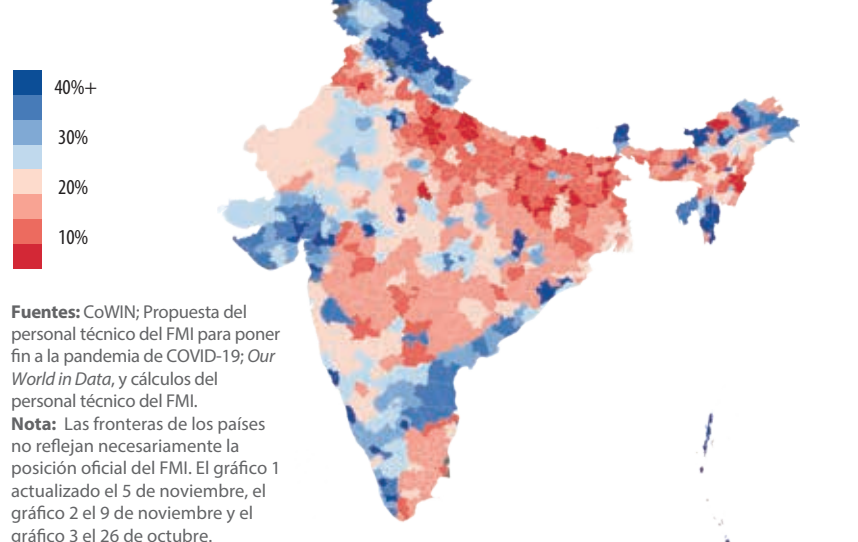 40%+
30%
20%
10%
Fuentes: CoWIN; Propuesta del
personal técnico del FMI para poner
fin a la pandemia de COVID-19; Our
World in Data, y cálculos del
personal técnico del FMI.
Nota: Las fronteras de los países
no reflejan necesariamente la
posición oficial del FMI. El gráfico 1
actualizado el 5 de noviembre, el
gráfico 2 el 9 de noviembre y el
gráfico 3 el 26 de octubre.